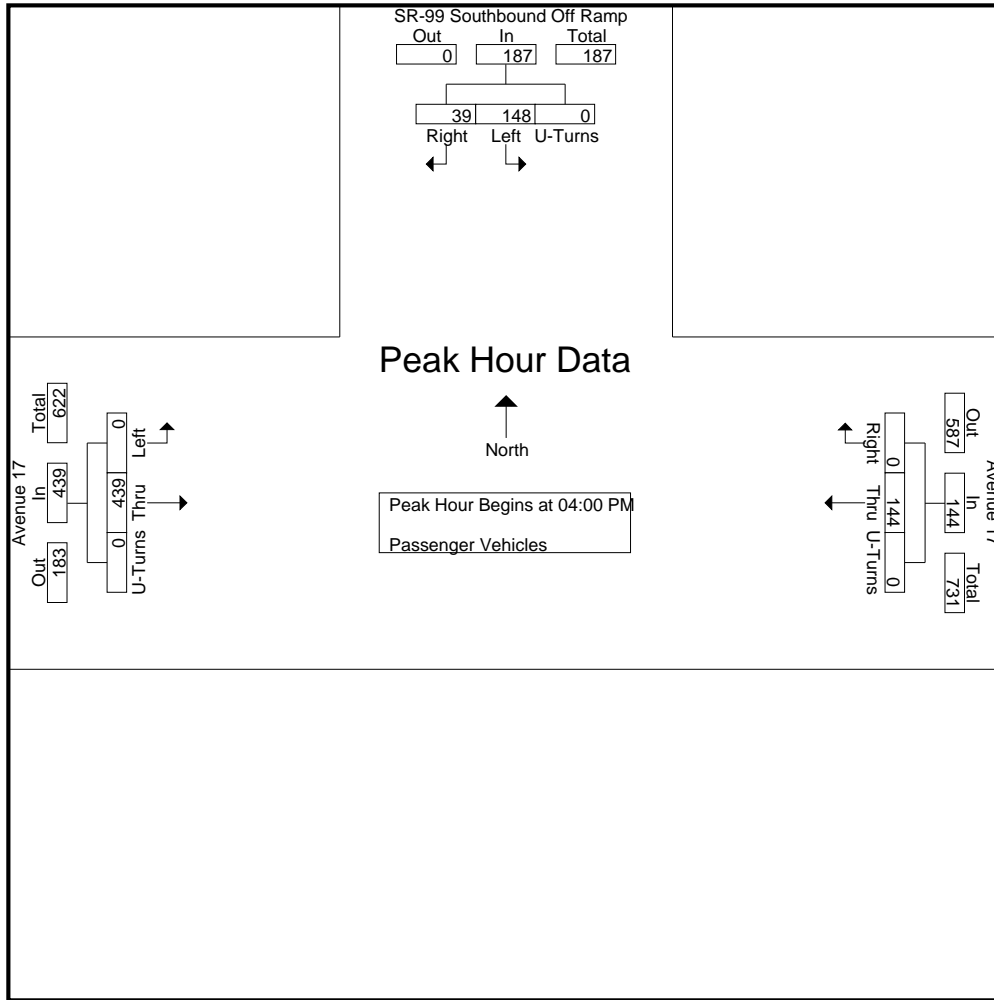 SR-99 Southbound Off Ramp
Out In Total
0 187 187
39 148 0
Right Left U-Turns
Peak Hour Data
North
Peak Hour Begins at 04:00 PM
Passenger Vehicles
Avenue 17
Out In Total
183 439 622
0 439 0
U-Turns Thru Left
Avenue 17
Out In Total
587 144 731
0 144 0
Right Thru U-Turns